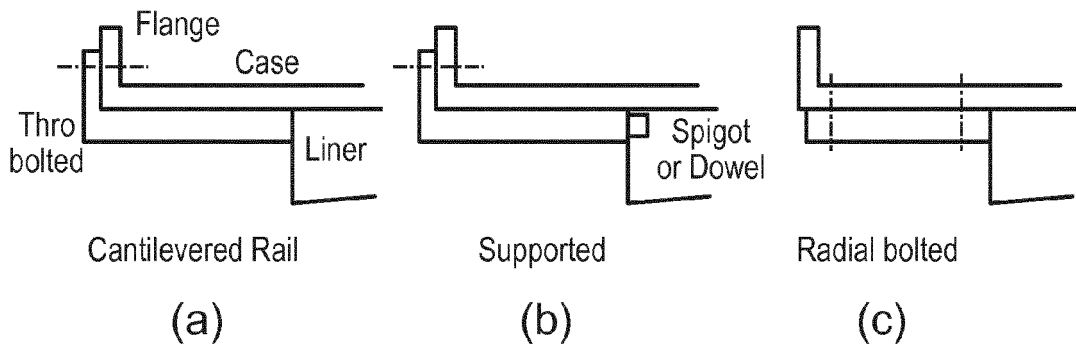 Flange
Case
Thro
bolted
Liner
Spigot
or Dowel
Cantilevered Rail
Supported
Radial bolted
(a)
(b)
(c)